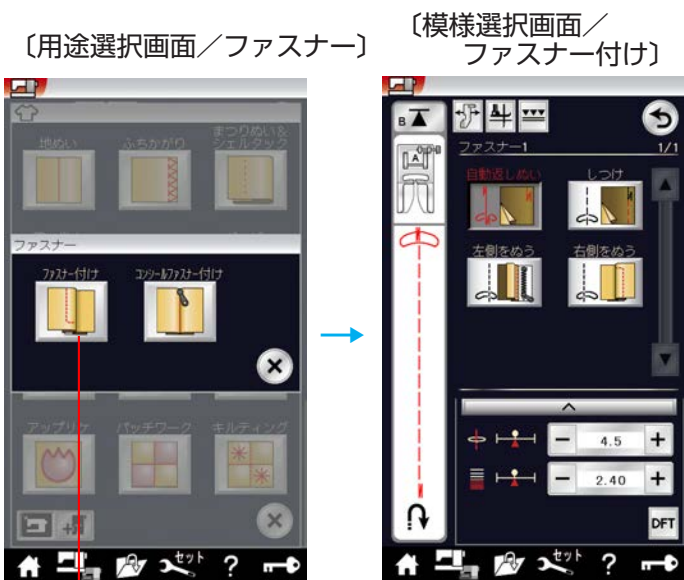 〔用途選択画面／ファスナー〕
〔模様選択画面／
ファスナー付け〕
地ぬい
ふちかがり
まつりぬい&
シェルタック
ファスナー
ファスナー付け
コンシールファスナー付け
アップリケ
パッチワーク
キルティング
セット
?
B
A
ファスナー1
1/1
自動返しぬい
しつけ
左側をぬう
右側をぬう
4.5
2.40
DFT
セット
?